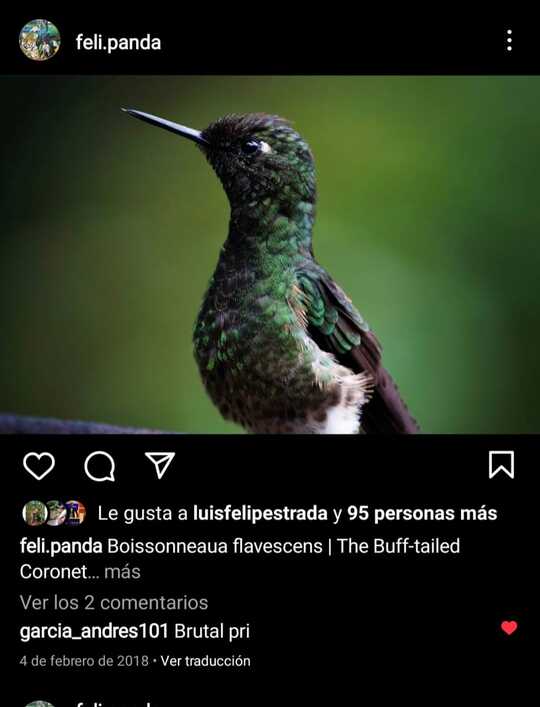 feli.panda
Le gusta a luisfelipestrada y 95 personas más
feli.panda Boissonneaua flavescens | The Buff-tailed
Coronet... más
Ver los 2 comentarios
garcia_andres101 Brutal pri
4 de febrero de 2018 • Ver traducción